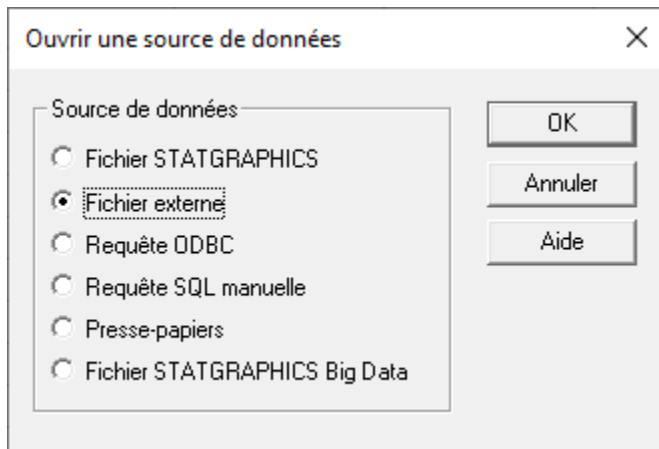 Ouvrir une source de données
Source de données
Fichier STATGRAPHICS
Fichier externe
Requête ODBC
Requête SQL manuelle
Presse-papiers
Fichier STATGRAPHICS Big Data
OK
Annuler
Aide